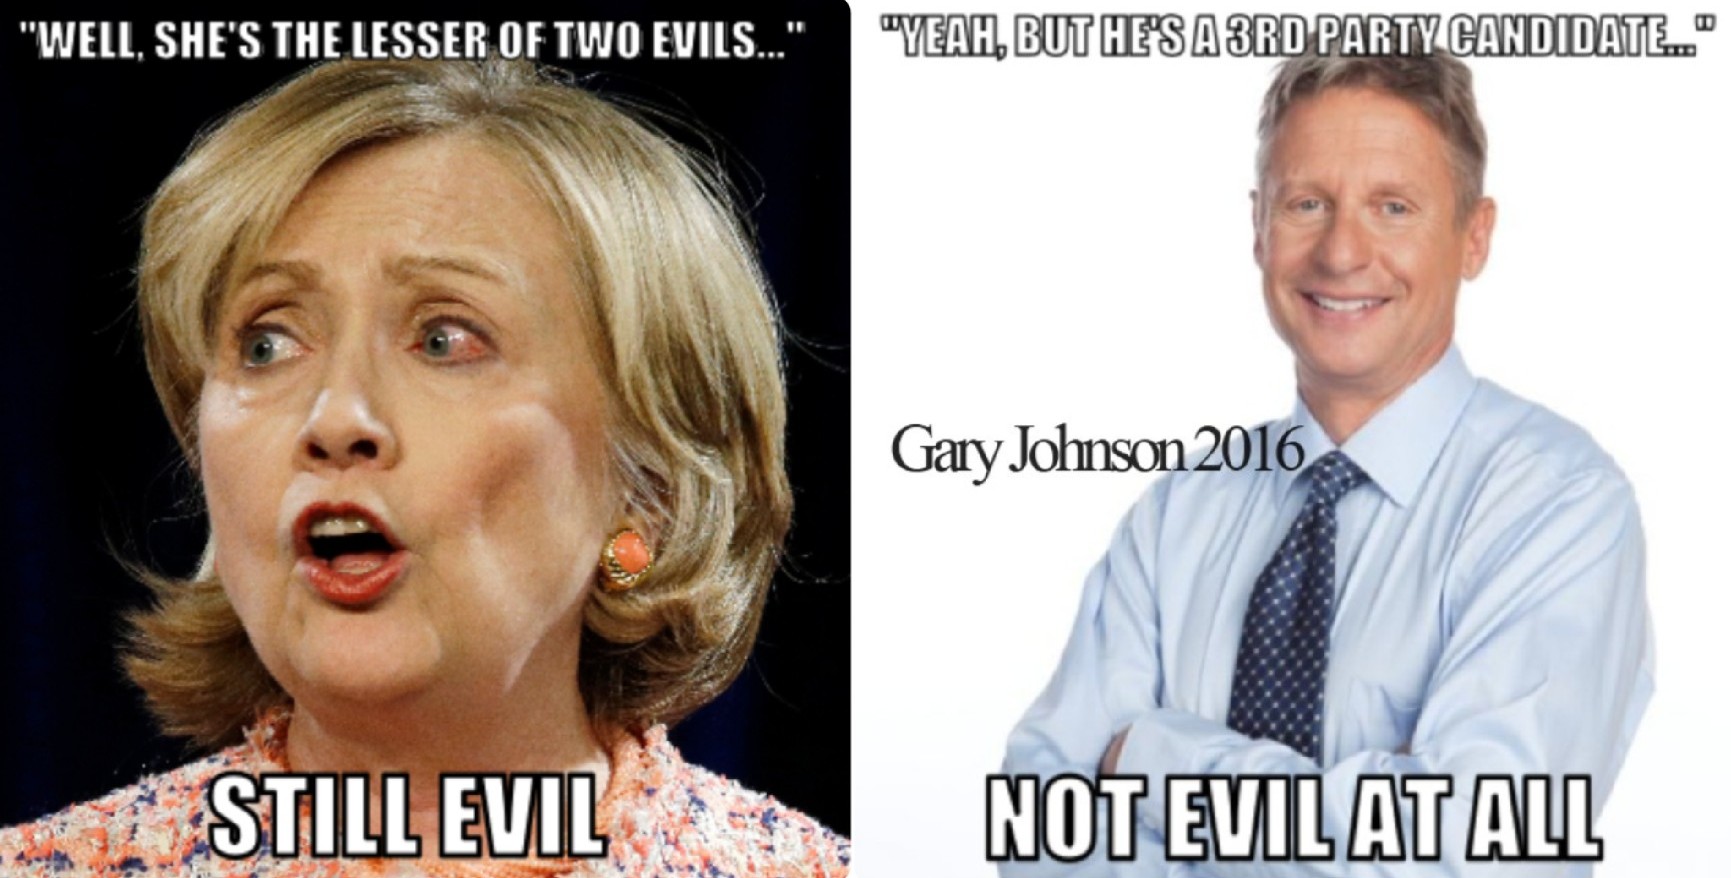 "WELL, SHE'S THE LESSER OF TWO EVILS..."
STILL EVIL
"YEAH, BUT HE'S A 3RD PARTY CANDIDATE..."
Gary Johnson 2016
NOT EVIL AT ALL